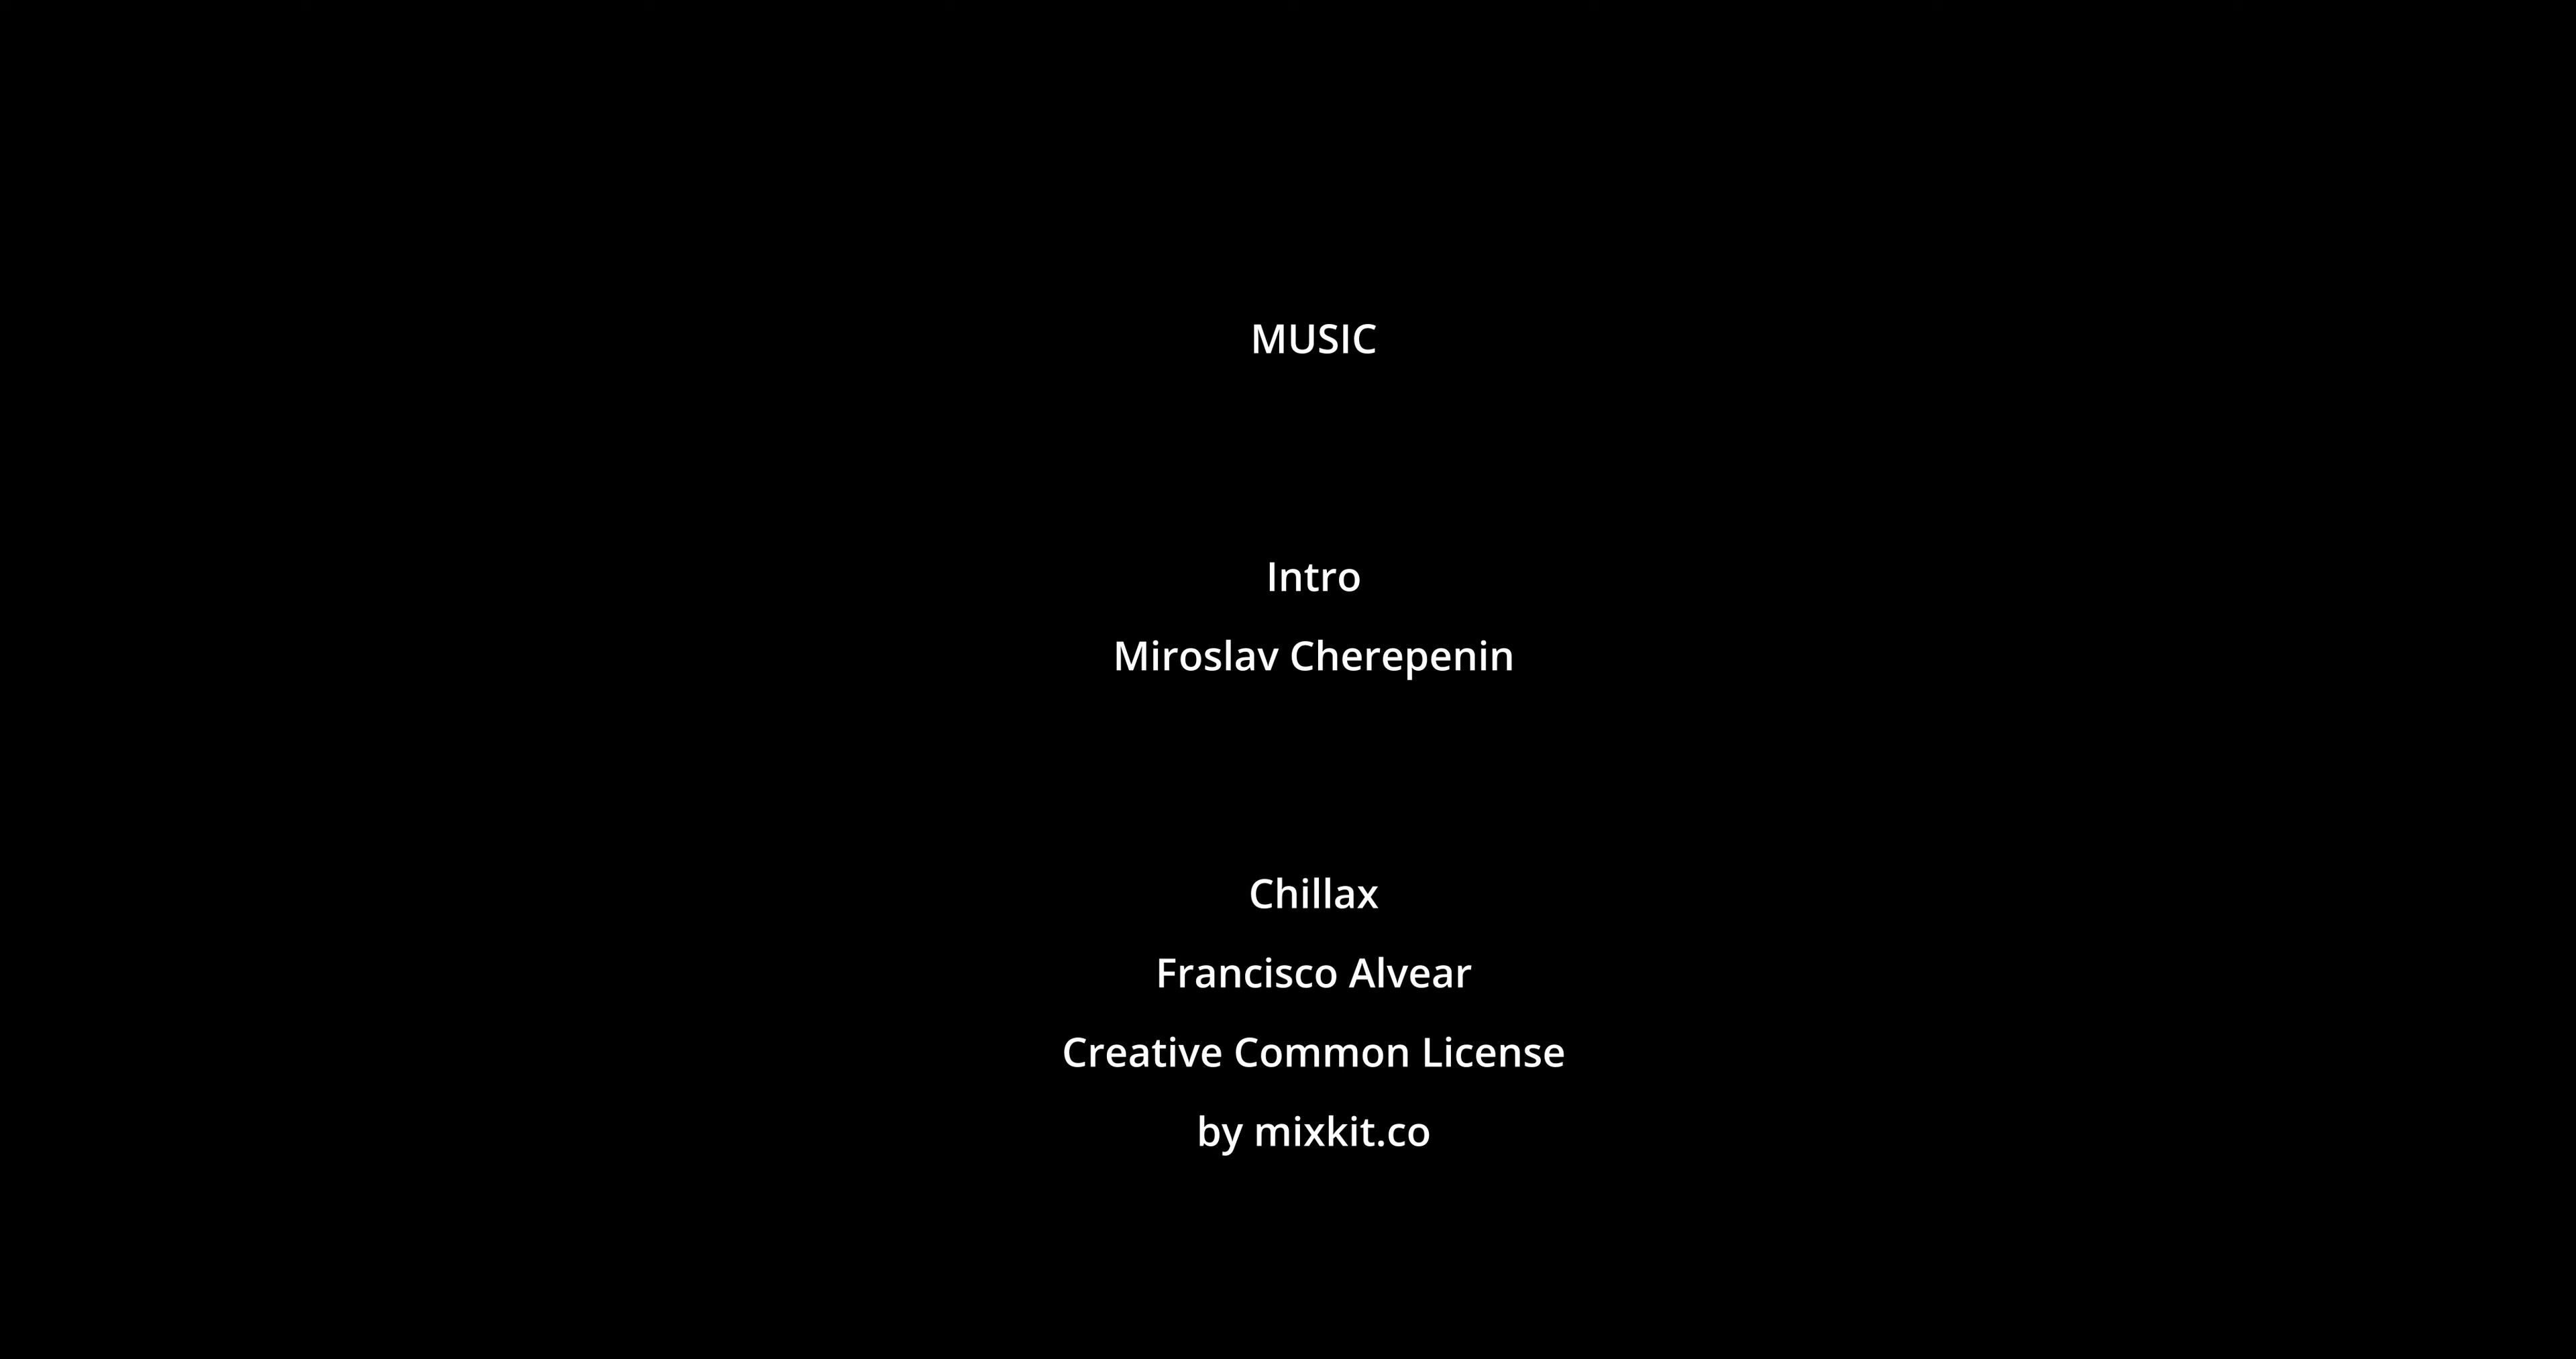 MUSIC
Intro
Miroslav Cherepenin
Chillax
Francisco Alvear
Creative Common License
by mixkit.co